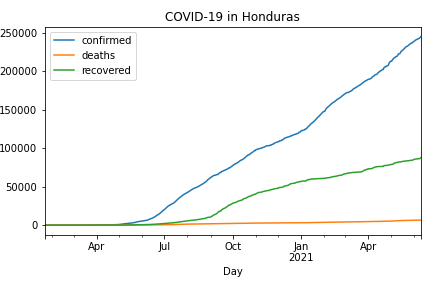 COVID-19 in Honduras
250000
200000
150000
100000
50000
0
confirmed
deaths
recovered
Apr
Jul
Oct
Jan
2021
Apr
Day